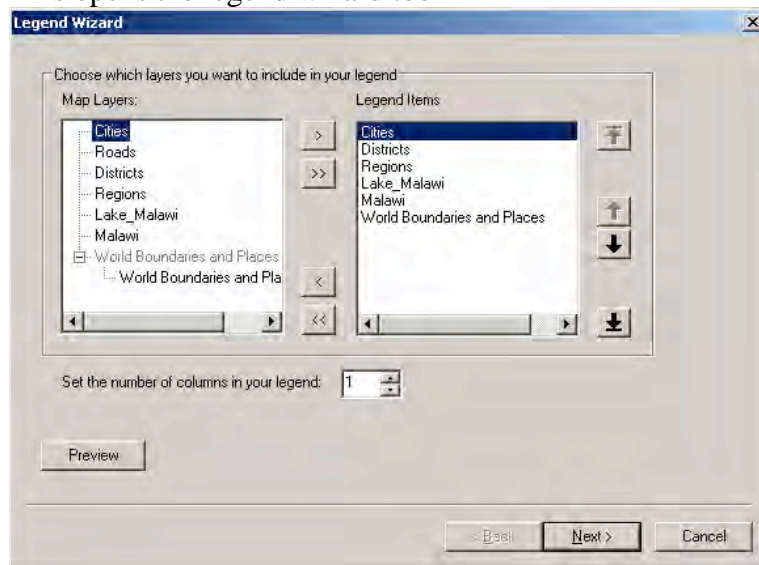 Legend Wizard
Choose which layers you want to include in your legend
Map Layers:
Cities
Roads
Districts
Regions
Lake_Malawi
Malawi
World Boundaries and Places
World Boundaries and Pla
>
>>
<
<<
Legend Items
Cities
Districts
Regions
Lake_Malawi
Malawi
World Boundaries and Places
Set the number of columns in your legend: 1
Preview
< Back Next > Cancel